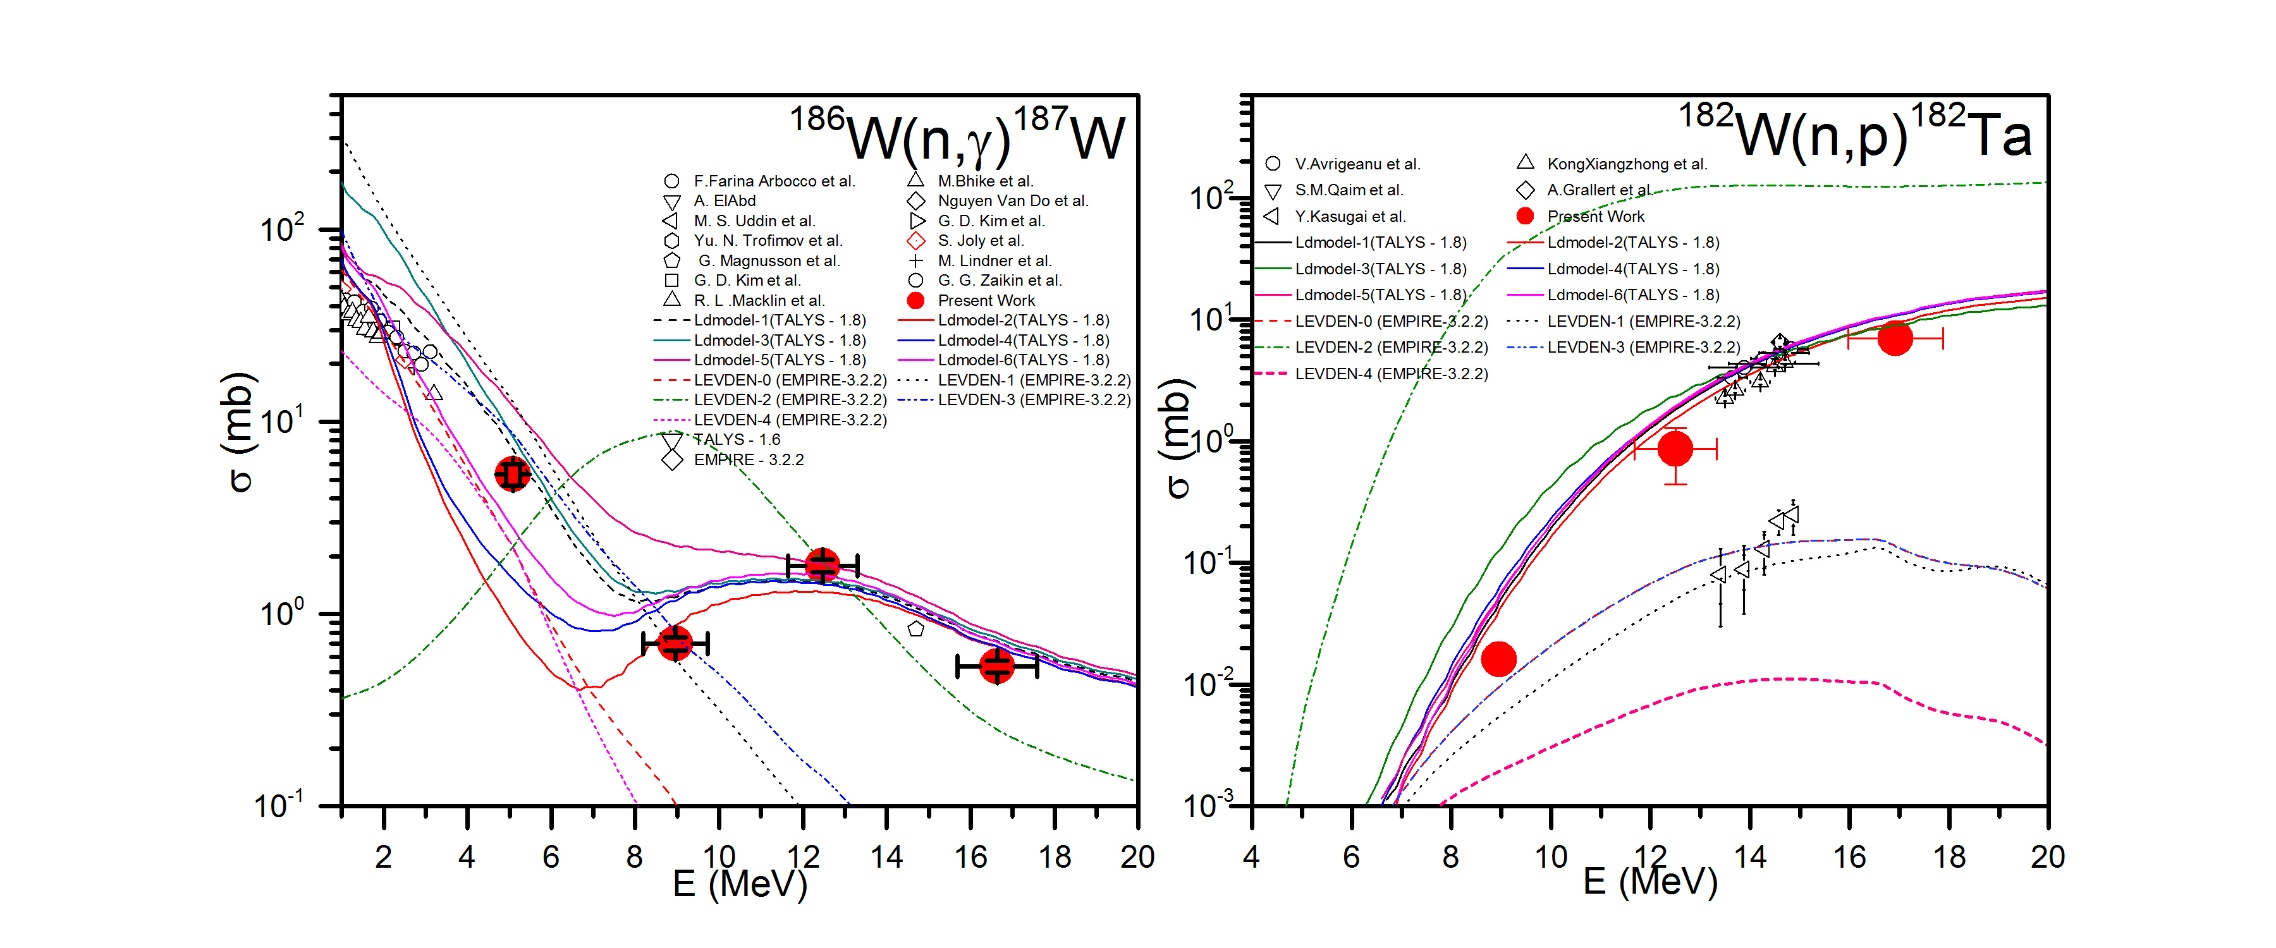 186W(n,γ)187W
F.Farina Arbocco et al.
M.Bhike et al.
A. ElAbd
Nguyen Van Do et al.
M. S. Uddin et al.
G. D. Kim et al.
Yu. N. Trofimov et al.
S. Joly et al.
G. Magnusson et al.
M. Lindner et al.
G. D. Kim et al.
G. G. Zaikin et al.
R. L .Macklin et al.
Present Work
Ldmodel-1(TALYS - 1.8)
Ldmodel-2(TALYS - 1.8)
Ldmodel-3(TALYS - 1.8)
Ldmodel-4(TALYS - 1.8)
Ldmodel-5(TALYS - 1.8)
Ldmodel-6(TALYS - 1.8)
LEVDEN-0 (EMPIRE-3.2.2)
LEVDEN-1 (EMPIRE-3.2.2)
LEVDEN-2 (EMPIRE-3.2.2)
LEVDEN-3 (EMPIRE-3.2.2)
LEVDEN-4 (EMPIRE-3.2.2)
TALYS - 1.6
EMPIRE - 3.2.2
10^2
10^1
10^0
10^-1
σ (mb)
2 4 6 8 10 12 14 16 18 20
E (MeV)
182W(n,p)182Ta
V.Avrigeanu et al.
KongXiangzhong et al.
S.M.Qaim et al.
A.Grallert et al.
Y.Kasugai et al.
Present Work
Ldmodel-1(TALYS - 1.8)
Ldmodel-2(TALYS - 1.8)
Ldmodel-3(TALYS - 1.8)
Ldmodel-4(TALYS - 1.8)
Ldmodel-5(TALYS - 1.8)
Ldmodel-6(TALYS - 1.8)
LEVDEN-0 (EMPIRE-3.2.2)
LEVDEN-1 (EMPIRE-3.2.2)
LEVDEN-2 (EMPIRE-3.2.2)
LEVDEN-3 (EMPIRE-3.2.2)
LEVDEN-4 (EMPIRE-3.2.2)
10^2
10^1
10^0
10^-1
10^-2
10^-3
σ (mb)
4 6 8 10 12 14 16 18 20
E (MeV)